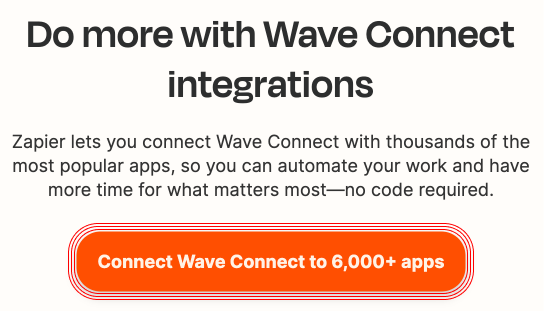 Do more with Wave Connect
integrations
Zapier lets you connect Wave Connect with thousands of the
most popular apps, so you can automate your work and have
more time for what matters most—no code required.
Connect Wave Connect to 6,000+ apps